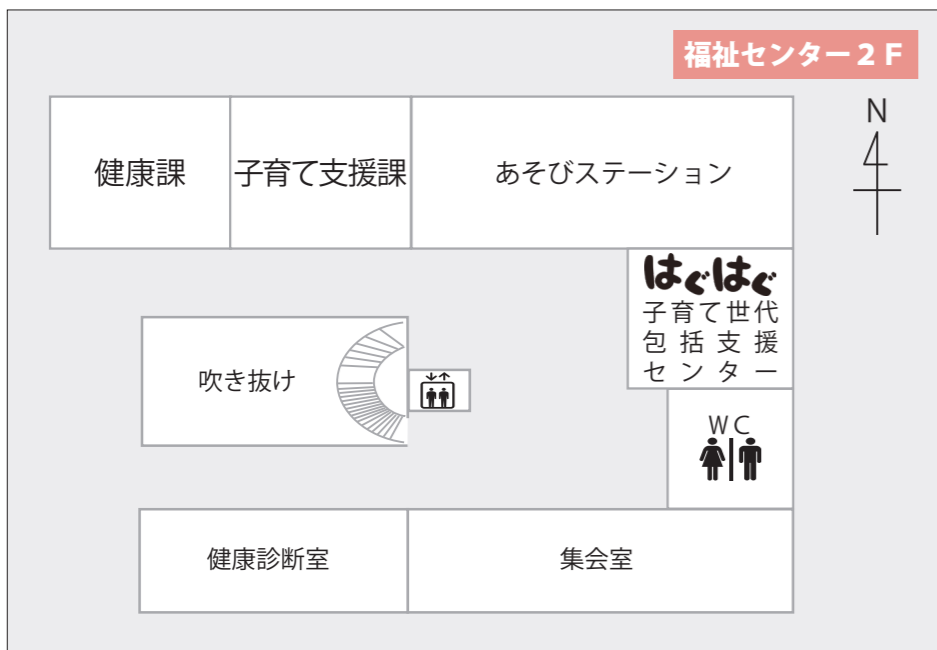 福祉センター2F
N
健康課
子育て支援課
あそびステーション
はぐはぐ
子育て世代
包括支援
センター
吹き抜け
WC
健康診断室
集会室